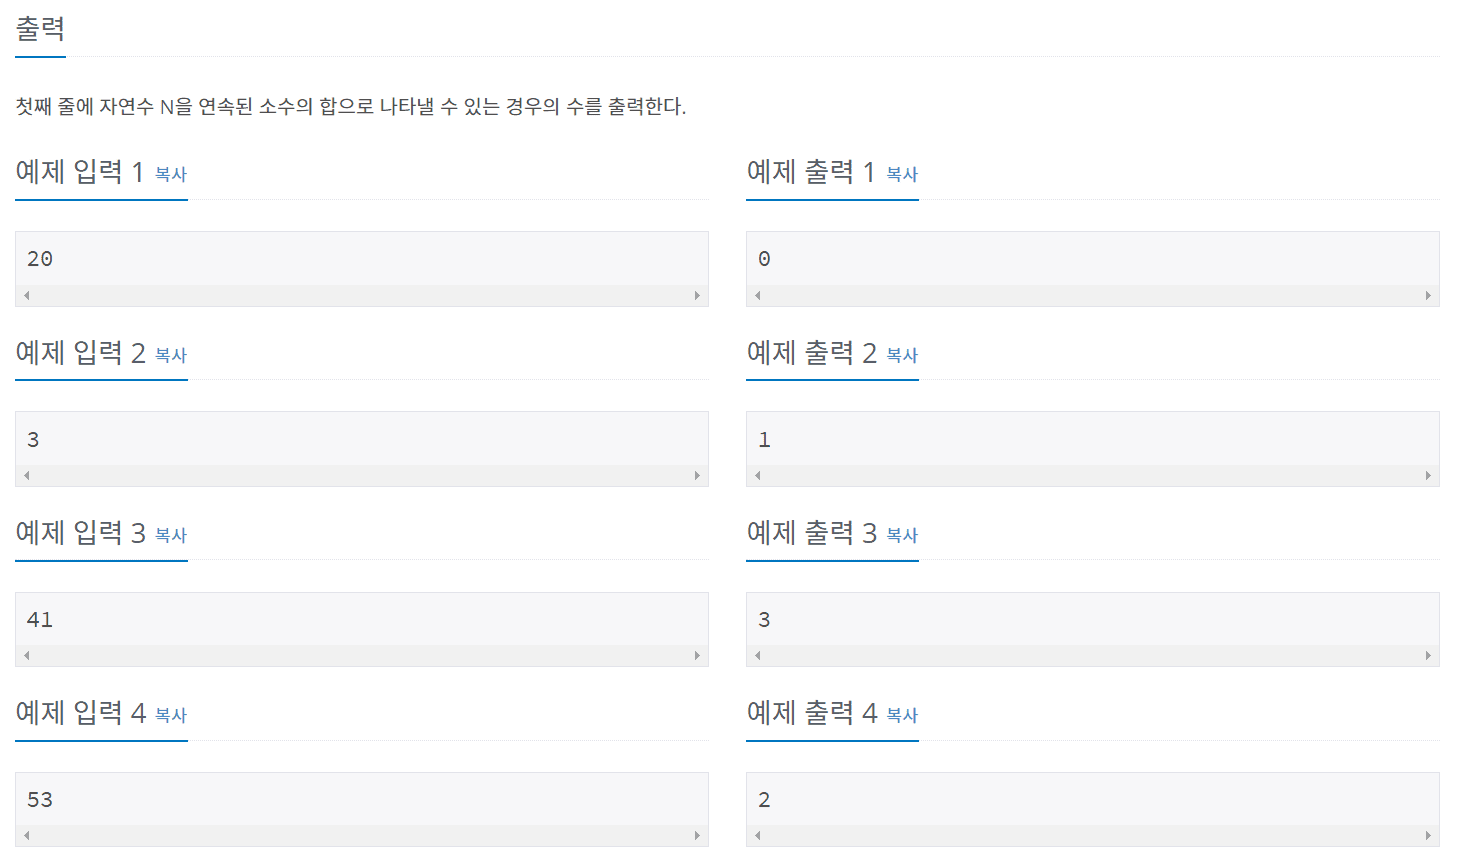 출력
첫째 줄에 자연수 N을 연속된 소수의 합으로 나타낼 수 있는 경우의 수를 출력한다.
예제 입력 1 복사
20
예제 출력 1 복사
0
예제 입력 2 복사
3
예제 출력 2 복사
1
예제 입력 3 복사
41
예제 출력 3 복사
3
예제 입력 4 복사
53
예제 출력 4 복사
2